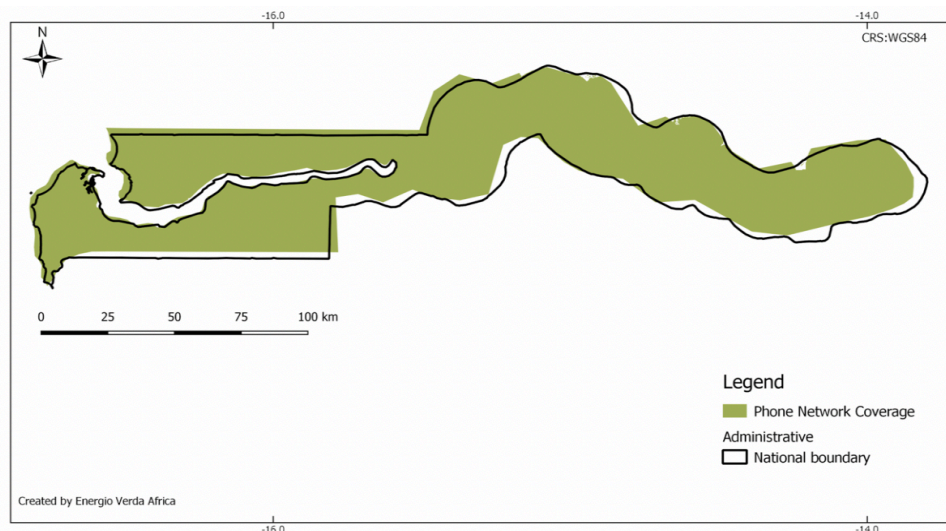 -16.0
-14.0
CRS:WGS84
N
0 25 50 75 100 km
Legend
Phone Network Coverage
Administrative
National boundary
Created by Energio Verda Africa
-16.0
-14.0